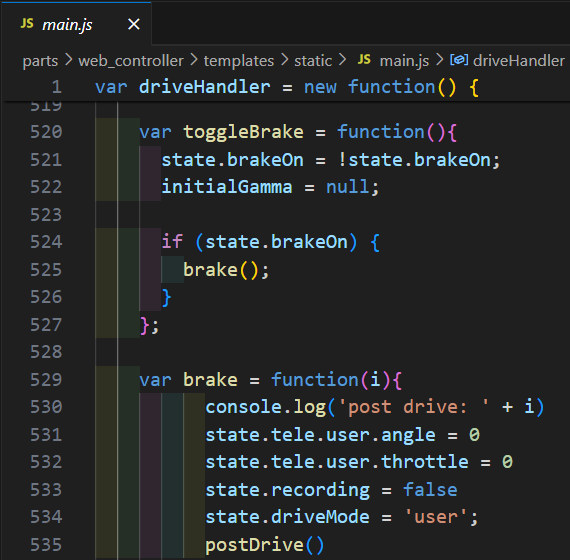 JS main.js ×
parts > web_controller > templates > static > JS main.js > driveHandler
1 var driveHandler = new function() {
519
520 var toggleBrake = function(){
521 state.brakeOn = !state.brakeOn;
522 initialGamma = null;
523
524 if (state.brakeOn) {
525 brake();
526 }
527 };
528
529 var brake = function(i){
530 console.log('post drive: ' + i)
531 state.tele.user.angle = 0
532 state.tele.user.throttle = 0
533 state.recording = false
534 state.driveMode = 'user';
535 postDrive()